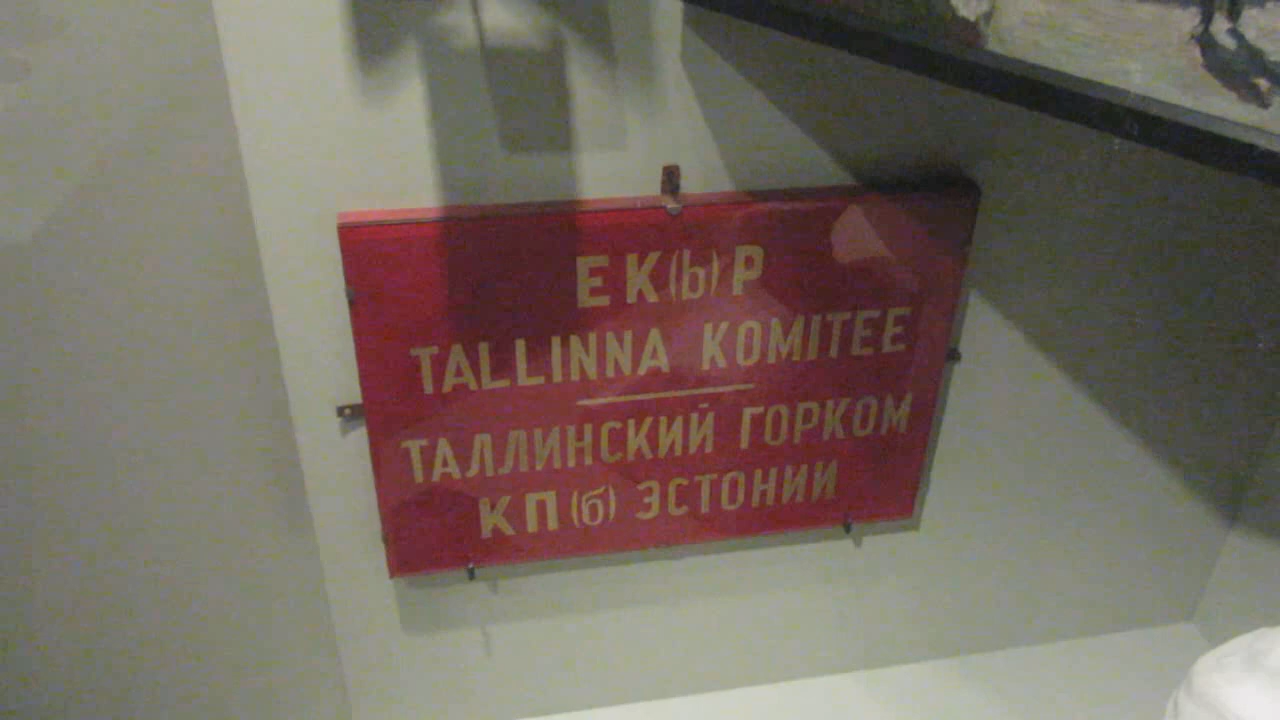 EK(b)P
TALLINNA KOMITEE
ТАЛЛИНСКИЙ ГОРКОМ
КП(б) ЭСТОНИИ